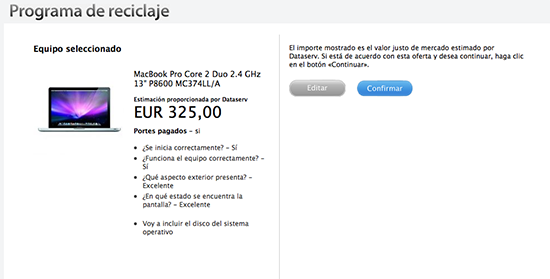 Programa de reciclaje
Equipo seleccionado
MacBook Pro Core 2 Duo 2.4 GHz
13" P8600 MC374LL/A
Estimación proporcionada por Dataserv
EUR 325,00
Portes pagados - si
• ¿Se inicia correctamente? - Sí
• ¿Funciona el equipo correctamente? -
Sí
• ¿Qué aspecto exterior presenta? -
Excelente
• ¿En qué estado se encuentra la
pantalla? - Excelente
• Voy a incluir el disco del sistema
operativo
El importe mostrado es el valor justo de mercado estimado por
Dataserv. Si está de acuerdo con esta oferta y desea continuar, haga clic
en el botón «Continuar».
Editar
Confirmar